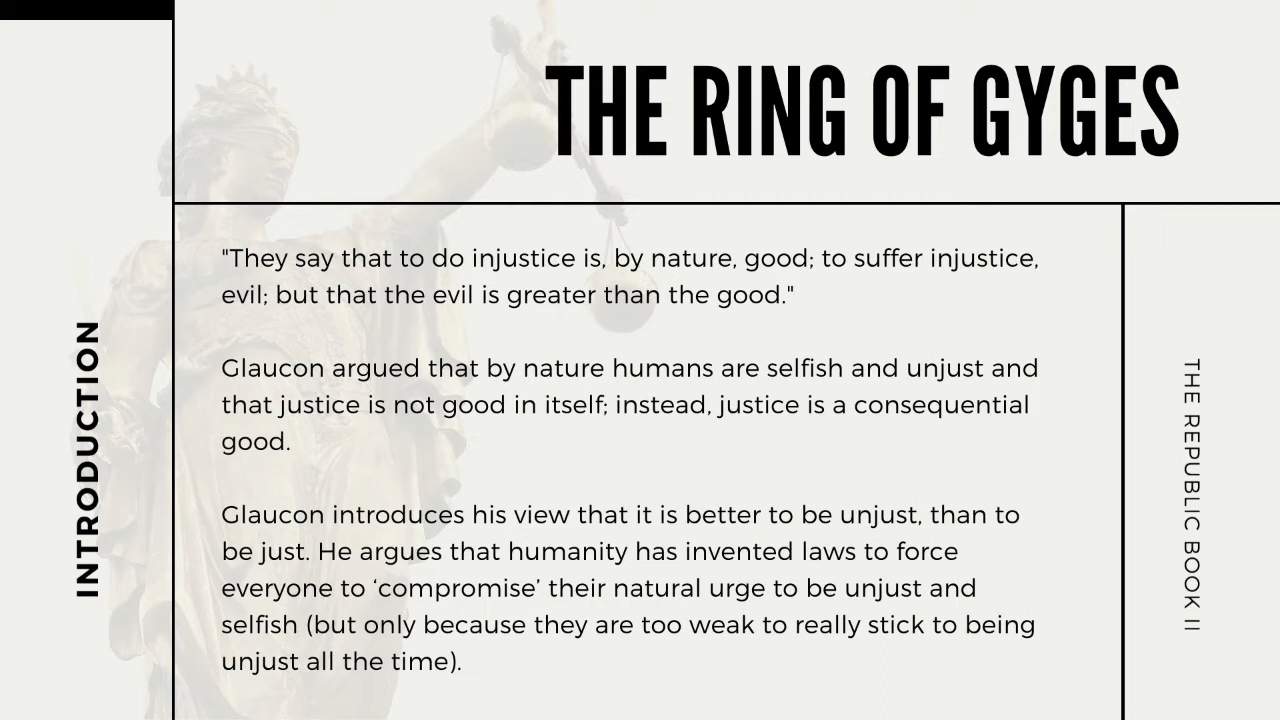 THE RING OF GYGES
INTRODUCTION
"They say that to do injustice is, by nature, good; to suffer injustice,
evil; but that the evil is greater than the good."
Glaucon argued that by nature humans are selfish and unjust and
that justice is not good in itself; instead, justice is a consequential
good.
Glaucon introduces his view that it is better to be unjust, than to
be just. He argues that humanity has invented laws to force
everyone to ‘compromise’ their natural urge to be unjust and
selfish (but only because they are too weak to really stick to being
unjust all the time).
THE REPUBLIC BOOK II